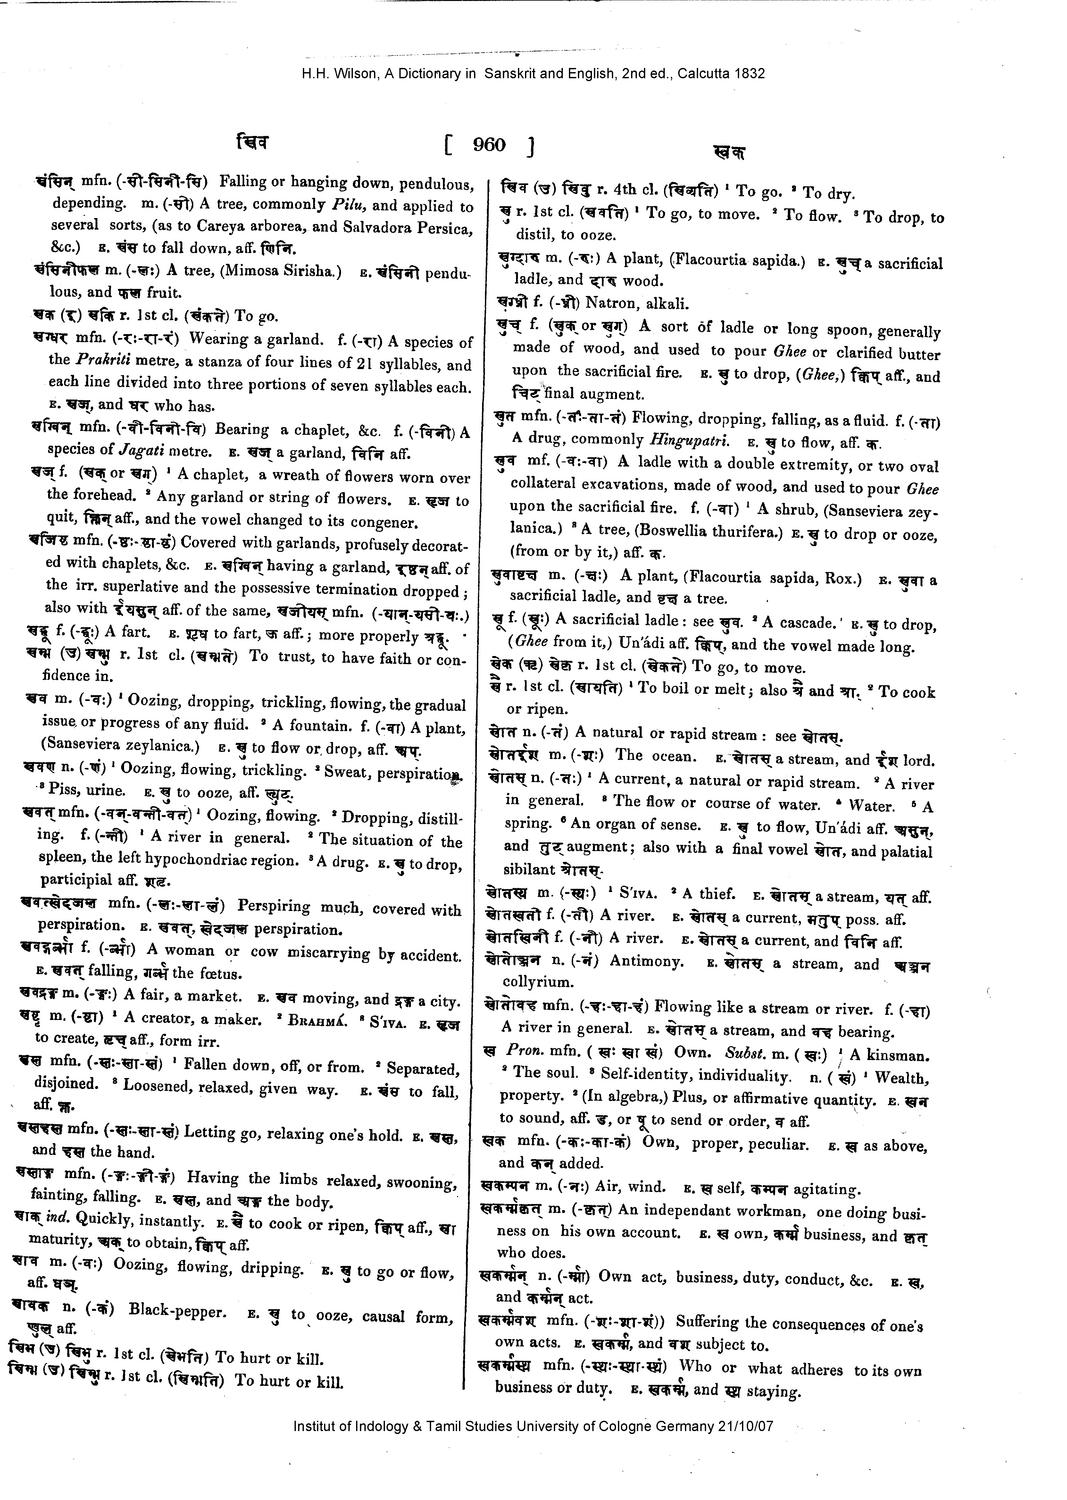 H.H. Wilson, A Dictionary in Sanskrit and English, 2nd ed., Calcutta 1832
स्रिव [ 960 ] स्वक
स्रंसिन् mfn. (-सी-सिनी-सि) Falling or hanging down, pendulous,
depending. m. (-सी) A tree, commonly Pilu, and applied to
several sorts, (as to Careya arborea, and Salvadora Persica,
&c.) E. स्रंस to fall down, aff. णिनि.
स्रंसिनीफल m. (-लः) A tree, (Mimosa Sirisha.) E. स्रंसिनी pendu-
lous, and फल fruit.
स्रक (इ) स्रकि r. 1st cl. (स्रंकते) To go.
स्रग्धर mfn. (-रः-रा-रं) Wearing a garland. f. (-रा) A species of
the Prakriti metre, a stanza of four lines of 21 syllables, and
each line divided into three portions of seven syllables each.
E. स्रज्, and धर who has.
स्रग्विन् mfn. (-वी-विनी-वि) Bearing a chaplet, &c. f. (-विनी) A
species of Jagati metre. E. स्रज् a garland, विनि aff.
स्रज् f. (स्रक् or स्रग्) ¹ A chaplet, a wreath of flowers worn over
the forehead. ² Any garland or string of flowers. E. सृज to
quit, क्विन् aff., and the vowel changed to its congener.
स्रजिष्ठ mfn. (-ष्ठः-ष्ठा-ष्ठं) Covered with garlands, profusely decorat-
ed with chaplets, &c. E. स्रग्विन् having a garland, इष्ठन् aff. of
the irr. superlative and the possessive termination dropped;
also with ईयसुन् aff. of the same, स्रजीयस् mfn. (-यान्-यसी-यः.)
स्रद्धू f. (-द्धूः) A fart. E. शृध to fart, ऊ aff.; more properly श्रद्धू.
स्रम्भ (उ) स्रम्भु r. 1st cl. (स्रम्भते) To trust, to have faith or con-
fidence in.
स्रव m. (-वः) ¹ Oozing, dropping, trickling, flowing, the gradual
issue or progress of any fluid. ² A fountain. f. (-वा) A plant,
(Sanseviera zeylanica.) E. स्रु to flow or drop, aff. अप्.
स्रवण n. (-णं) ¹ Oozing, flowing, trickling. ² Sweat, perspiration.
³ Piss, urine. E. स्रु to ooze, aff. ल्युट्.
स्रवत् mfn. (-वन्-वन्ती-वत्) ¹ Oozing, flowing. ² Dropping, distill-
ing. f. (-न्ती) ¹ A river in general. ² The situation of the
spleen, the left hypochondriac region. ³ A drug. E. स्रु to drop,
participial aff. शतृ.
स्रवत्स्वेदजल mfn. (-लः-ला-लं) Perspiring much, covered with
perspiration. E. स्रवत्, स्वेदजल perspiration.
स्रवद्गर्भा f. (-र्भा) A woman or cow miscarrying by accident.
E. स्रवत् falling, गर्भ the fœtus.
स्रवद्रङ्ग m. (-ङ्गः) A fair, a market. E. स्रव moving, and द्रङ्ग a city.
स्रष्टृ m. (-ष्टा) ¹ A creator, a maker. ² BRAHMÁ. ³ S'IVA. E. सृज
to create, तृच् aff., form irr.
स्रस्त mfn. (-स्तः-स्ता-स्तं) ¹ Fallen down, off, or from. ² Separated,
disjoined. ³ Loosened, relaxed, given way. E. स्रंस to fall,
aff. क्त.
स्रस्तहस्त mfn. (-स्तः-स्ता-स्तं) Letting go, relaxing one's hold. E. स्रस्त,
and हस्त the hand.
स्रस्ताङ्ग mfn. (-ङ्गः-ङ्गी-ङ्गं) Having the limbs relaxed, swooning,
fainting, falling. E. स्रस्त, and अङ्ग the body.
स्राक् ind. Quickly, instantly. E. स्रै to cook or ripen, क्विप् aff., स्रा
maturity, अक् to obtain, क्विप् aff.
स्राव m. (-वः) Oozing, flowing, dripping. E. स्रु to go or flow,
aff. घञ्.
स्रावक n. (-कं) Black-pepper. E. स्रु to ooze, causal form,
ण्वुल् aff.
स्रिभ (उ) स्रिभु r. 1st cl. (स्रेभति) To hurt or kill.
स्रिम्भ (उ) स्रिम्भु r. 1st cl. (स्रिम्भति) To hurt or kill.
स्रिव (उ) स्रिवु r. 4th cl. (स्रिव्यति) ¹ To go. ² To dry.
स्रु r. 1st cl. (स्रवति) ¹ To go, to move. ² To flow. ³ To drop, to
distil, to ooze.
स्रुग्दारु m. (-रुः) A plant, (Flacourtia sapida.) E. स्रुच् a sacrificial
ladle, and दारु wood.
स्रुग्घ्नी f. (-घ्नी) Natron, alkali.
स्रुच् f. (स्रुक् or स्रुग्) A sort of ladle or long spoon, generally
made of wood, and used to pour Ghee or clarified butter
upon the sacrificial fire. E. स्रु to drop, (Ghee,) क्विप् aff., and
चिट् final augment.
स्रुत mfn. (-तः-ता-तं) Flowing, dropping, falling, as a fluid. f. (-ता)
A drug, commonly Hingupatri. E. स्रु to flow, aff. क्त.
स्रुव mf. (-वः-वा) A ladle with a double extremity, or two oval
collateral excavations, made of wood, and used to pour Ghee
upon the sacrificial fire. f. (-वा) ¹ A shrub, (Sanseviera zey-
lanica.) ² A tree, (Boswellia thurifera.) E. स्रु to drop or ooze,
(from or by it,) aff. क.
स्रुवावृक्ष m. (-क्षः) A plant, (Flacourtia sapida, Rox.) E. स्रुवा a
sacrificial ladle, and वृक्ष a tree.
स्रू f. (स्रूः) A sacrificial ladle: see स्रुव. ² A cascade. E. स्रु to drop,
(Ghee from it,) Un'ádi aff. क्विप्, and the vowel made long.
स्रेक (ऋ) स्रेकृ r. 1st cl. (स्रेकते) To go, to move.
स्रै r. 1st cl. (स्रायति) ¹ To boil or melt; also श्रै and श्रा. ² To cook
or ripen.
स्रोत n. (-तं) A natural or rapid stream: see स्रोतस्.
स्रोतईश m. (-शः) The ocean. E. स्रोतस् a stream, and ईश lord.
स्रोतस् n. (-तः) ¹ A current, a natural or rapid stream. ² A river
in general. ³ The flow or course of water. ⁴ Water. ⁵ A
spring. ⁶ An organ of sense. E. स्रु to flow, Un'ádi aff. असुन्,
and तुट् augment; also with a final vowel स्रोत, and palatial
sibilant श्रोतस्.
स्रोतस्य m. (-स्यः) ¹ S'IVA. ² A thief. E. स्रोतस् a stream, यत् aff.
स्रोतस्वती f. (-ती) A river. E. स्रोतस् a current, मतुप् poss. aff.
स्रोतस्विनी f. (-नी) A river. E. स्रोतस् a current, and विनि aff.
स्रोतोञ्जन n. (-नं) Antimony. E. स्रोतस् a stream, and अञ्जन
collyrium.
स्रोतोवह mfn. (-हः-हा-हं) Flowing like a stream or river. f. (-हा)
A river in general. E. स्रोतस् a stream, and वह bearing.
स्व Pron. mfn. ( स्वः स्वा स्वं) Own. Subst. m. ( स्वः) ¹ A kinsman.
² The soul. ³ Self-identity, individuality. n. ( स्वं) ¹ Wealth,
property. ² (In algebra,) Plus, or affirmative quantity. E. स्वन
to sound, aff. ड, or षू to send or order, व aff.
स्वक mfn. (-कः-का-कं) Own, proper, peculiar. E. स्व as above,
and कन् added.
स्वकम्पन m. (-नः) Air, wind. E. स्व self, कम्पन agitating.
स्वकर्म्मकृत् m. (-कृत्) An independant workman, one doing busi-
ness on his own account. E. स्व own, कर्म्म business, and कृत्
who does.
स्वकर्म्मन् n. (-र्म्म) Own act, business, duty, conduct, &c. E. स्व,
and कर्म्मन् act.
स्वकर्म्मवश mfn. (-शः-शा-शं)) Suffering the consequences of one's
own acts. E. स्वकर्म्म, and वश subject to.
स्वकर्म्मस्थ mfn. (-स्थः-स्था-स्थं) Who or what adheres to its own
business or duty. E. स्वकर्म्म, and स्थ staying.
Institut of Indology & Tamil Studies University of Cologne Germany 21/10/07